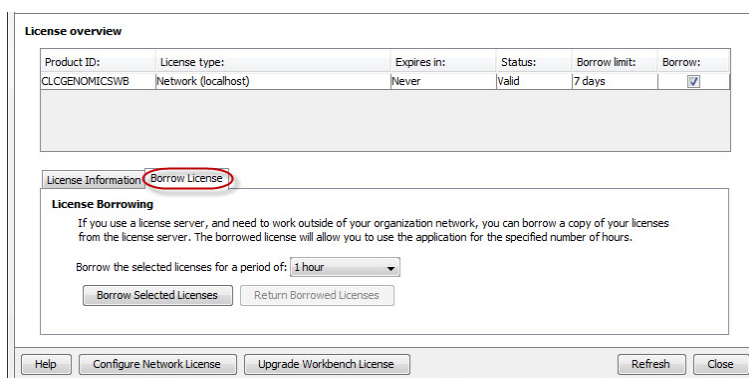 License overview
Product ID: License type: Expires in: Status: Borrow limit: Borrow:
CLCGENOMICSWB Network (localhost) Never Valid 7 days
License Information Borrow License
License Borrowing
If you use a license server, and need to work outside of your organization network, you can borrow a copy of your licenses
from the license server. The borrowed license will allow you to use the application for the specified number of hours.
Borrow the selected licenses for a period of: 1 hour
Borrow Selected Licenses Return Borrowed Licenses
Help Configure Network License Upgrade Workbench License Refresh Close